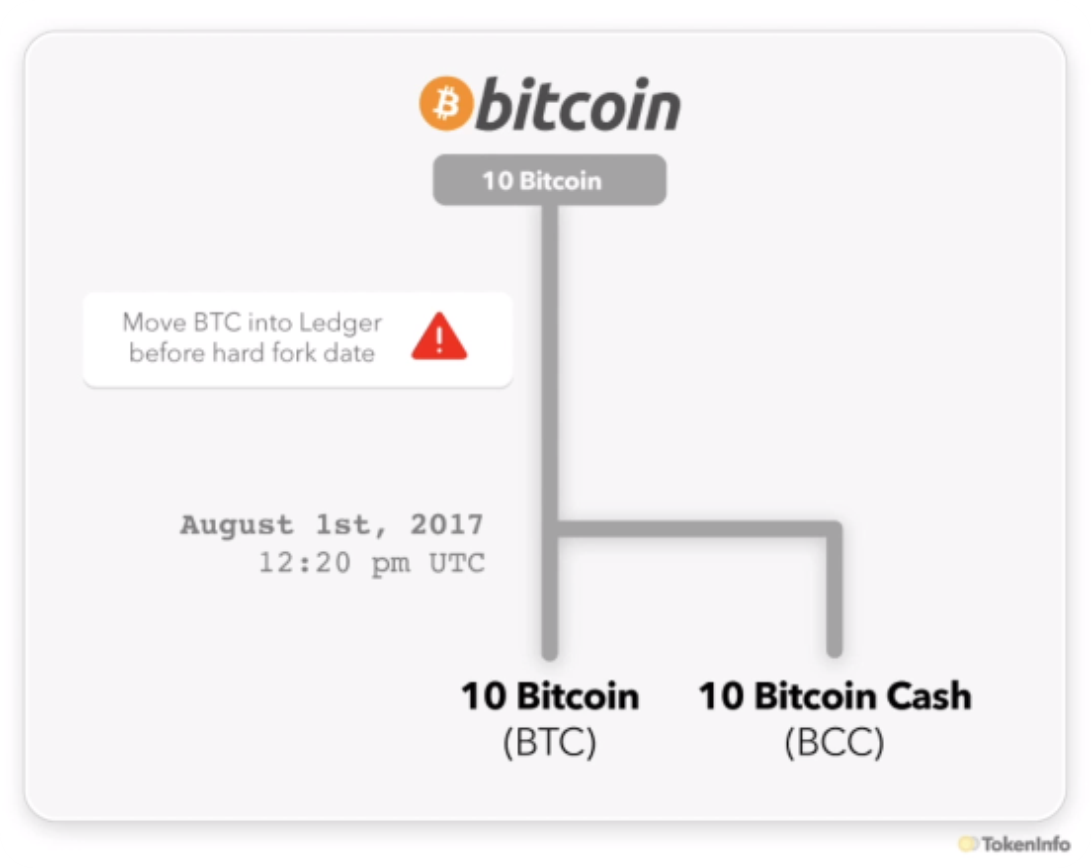 bitcoin
10 Bitcoin
Move BTC into Ledger
before hard fork date
August 1st, 2017
12:20 pm UTC
10 Bitcoin
(BTC)
10 Bitcoin Cash
(BCC)
TokenInfo